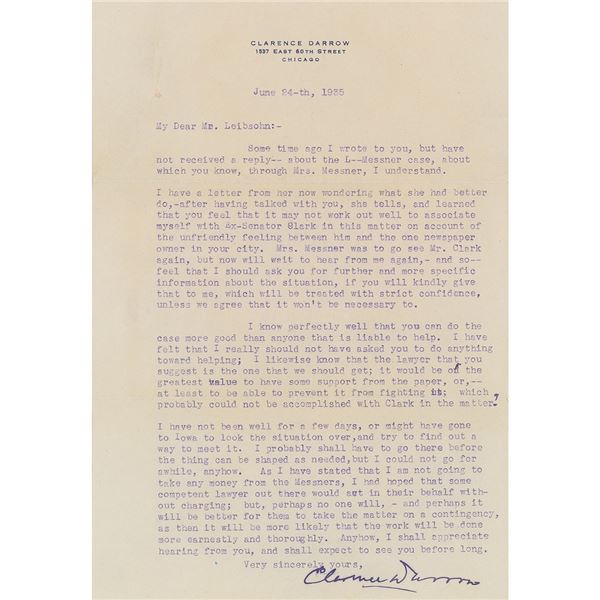 CLARENCE DARROW
1537 EAST 60TH STREET
CHICAGO
June 24-th, 1935
My Dear Mr. Leibsohn:-
Some time ago I wrote to you, but have
not received a reply-- about the L--Messner case, about
which you know, through Mrs. Messner, I understand.
I have a letter from her now wondering what she had better
do,-after having talked with you, she tells, and learned
that you feel that it may not work out well to associate
myself with Ex-Senator Clark in this matter on account of
the unfriendly feeling between him and the one newspaper
owner in your city. Mrs. Messner was to go see Mr. Clark
again, but now will wait to hear from me again,- and so--
feel that I should ask you for further and more specific
information about the situation, if you will kindly give
that to me, which will be treated with strict confidence,
unless we agree that it won't be necessary to.
I know perfectly well that you can do the
case more good than anyone that is liable to help. I have
felt that I really should not have asked you to do anything
toward helping; I likewise know that the lawyer that you
suggest is the one that we should get; it would be of the
greatest value to have some support from the paper, or,--
at least to be able to prevent it from fighting us; which
probably could not be accomplished with Clark in the matter.
I have not been well for a few days, or might have gone
to Iowa to look the situation over,and try to find out a
way to meet it. I probably shall have to go there before
the thing can be shaped as needed,but I could not go for
awhile, anyhow. As I have stated that I am not going to
take any money from the Messners, I had hoped that some
competent lawyer out there would act in their behalf with-
out charging; but, perhaps no one will, - and perhaps it
will be better for them to take the matter on a contingency,
as then it will be more likely that the work will be done
more earnestly and thoroughly. Anyhow, I shall appreciate
hearing from you, and shall expect to see you before long.
Very sincerely yours,
Clarence Darrow